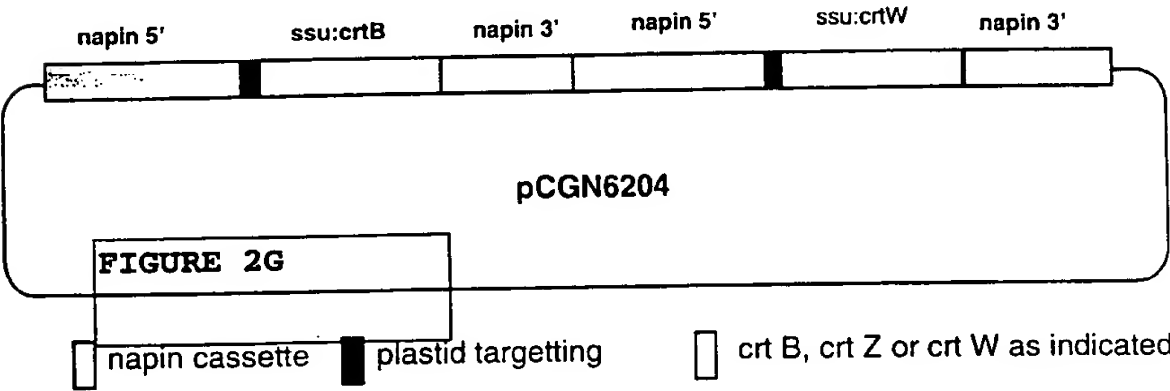 napin 5' ssu:crtB napin 3' napin 5' ssu:crtW napin 3'
pCGN6204
FIGURE 2G
napin cassette plastid targetting crt B, crt Z or crt W as indicated